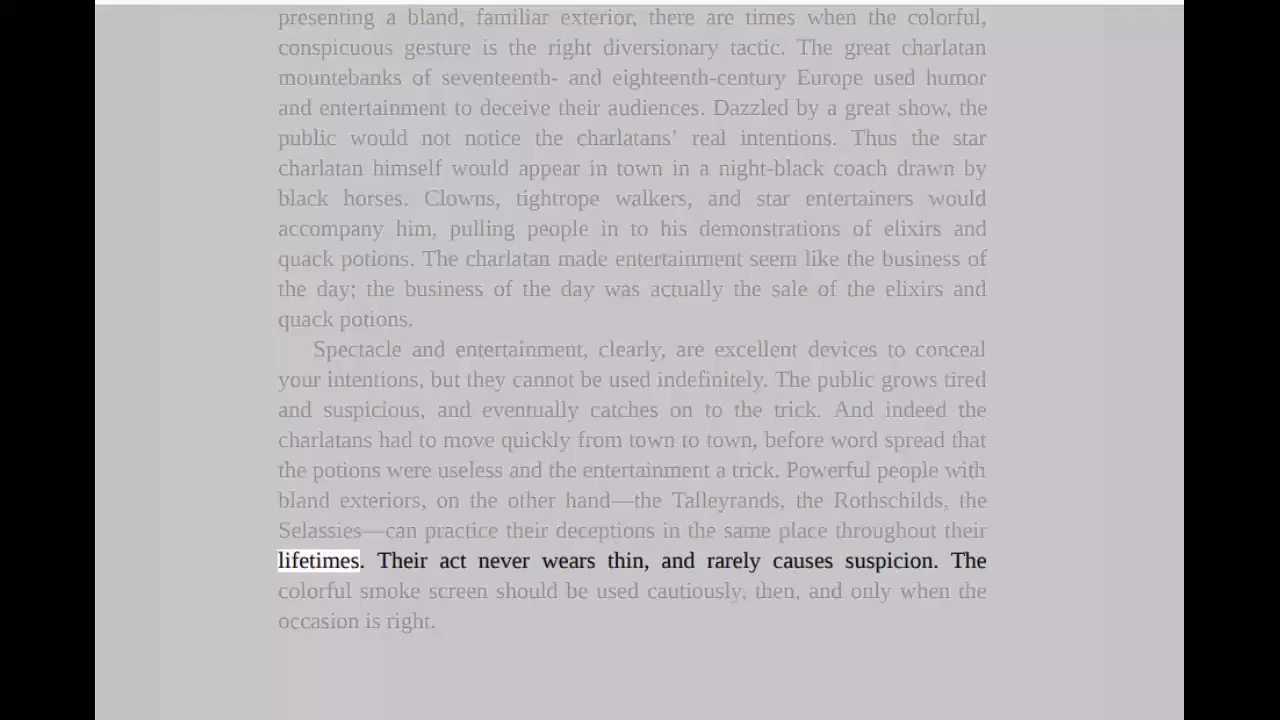 presenting a bland, familiar exterior, there are times when the colorful,
conspicuous gesture is the right diversionary tactic. The great charlatan
mountebanks of seventeenth- and eighteenth-century Europe used humor
and entertainment to deceive their audiences. Dazzled by a great show, the
public would not notice the charlatans’ real intentions. Thus the star
charlatan himself would appear in town in a night-black coach drawn by
black horses. Clowns, tightrope walkers, and star entertainers would
accompany him, pulling people in to his demonstrations of elixirs and
quack potions. The charlatan made entertainment seem like the business of
the day; the business of the day was actually the sale of the elixirs and
quack potions.
Spectacle and entertainment, clearly, are excellent devices to conceal
your intentions, but they cannot be used indefinitely. The public grows tired
and suspicious, and eventually catches on to the trick. And indeed the
charlatans had to move quickly from town to town, before word spread that
the potions were useless and the entertainment a trick. Powerful people with
bland exteriors, on the other hand—the Talleyrands, the Rothschilds, the
Selassies—can practice their deceptions in the same place throughout their
lifetimes. Their act never wears thin, and rarely causes suspicion. The
colorful smoke screen should be used cautiously, then, and only when the
occasion is right.